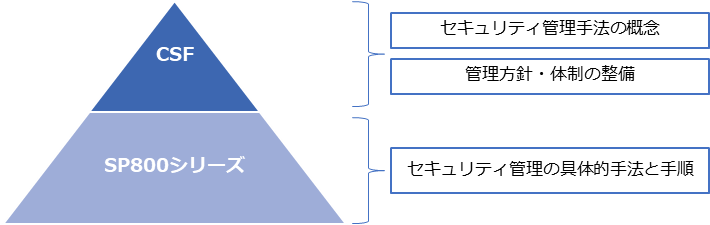 CSF
セキュリティ管理手法の概念
管理方針・体制の整備
SP800シリーズ
セキュリティ管理の具体的手法と手順